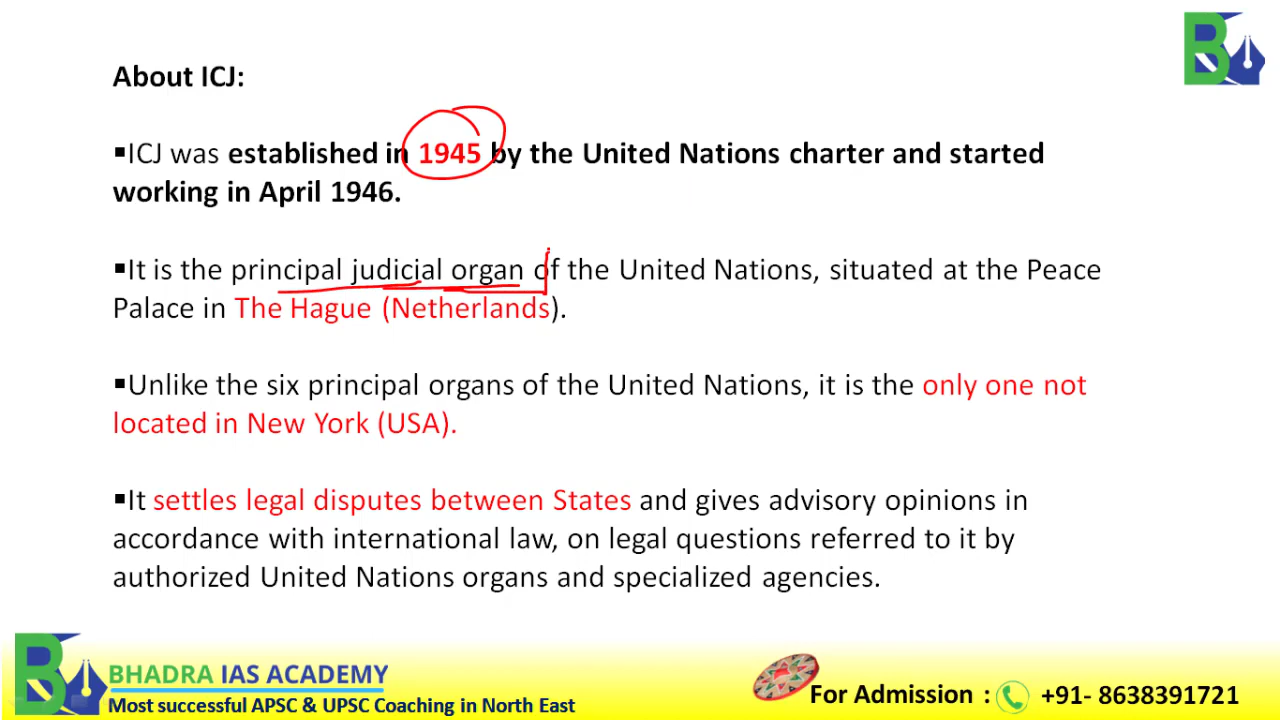 About ICJ:
▪ICJ was established in 1945 by the United Nations charter and started
working in April 1946.
▪It is the principal judicial organ of the United Nations, situated at the Peace
Palace in The Hague (Netherlands).
▪Unlike the six principal organs of the United Nations, it is the only one not
located in New York (USA).
▪It settles legal disputes between States and gives advisory opinions in
accordance with international law, on legal questions referred to it by
authorized United Nations organs and specialized agencies.
BHADRA IAS ACADEMY
Most successful APSC & UPSC Coaching in North East
For Admission : +91- 8638391721